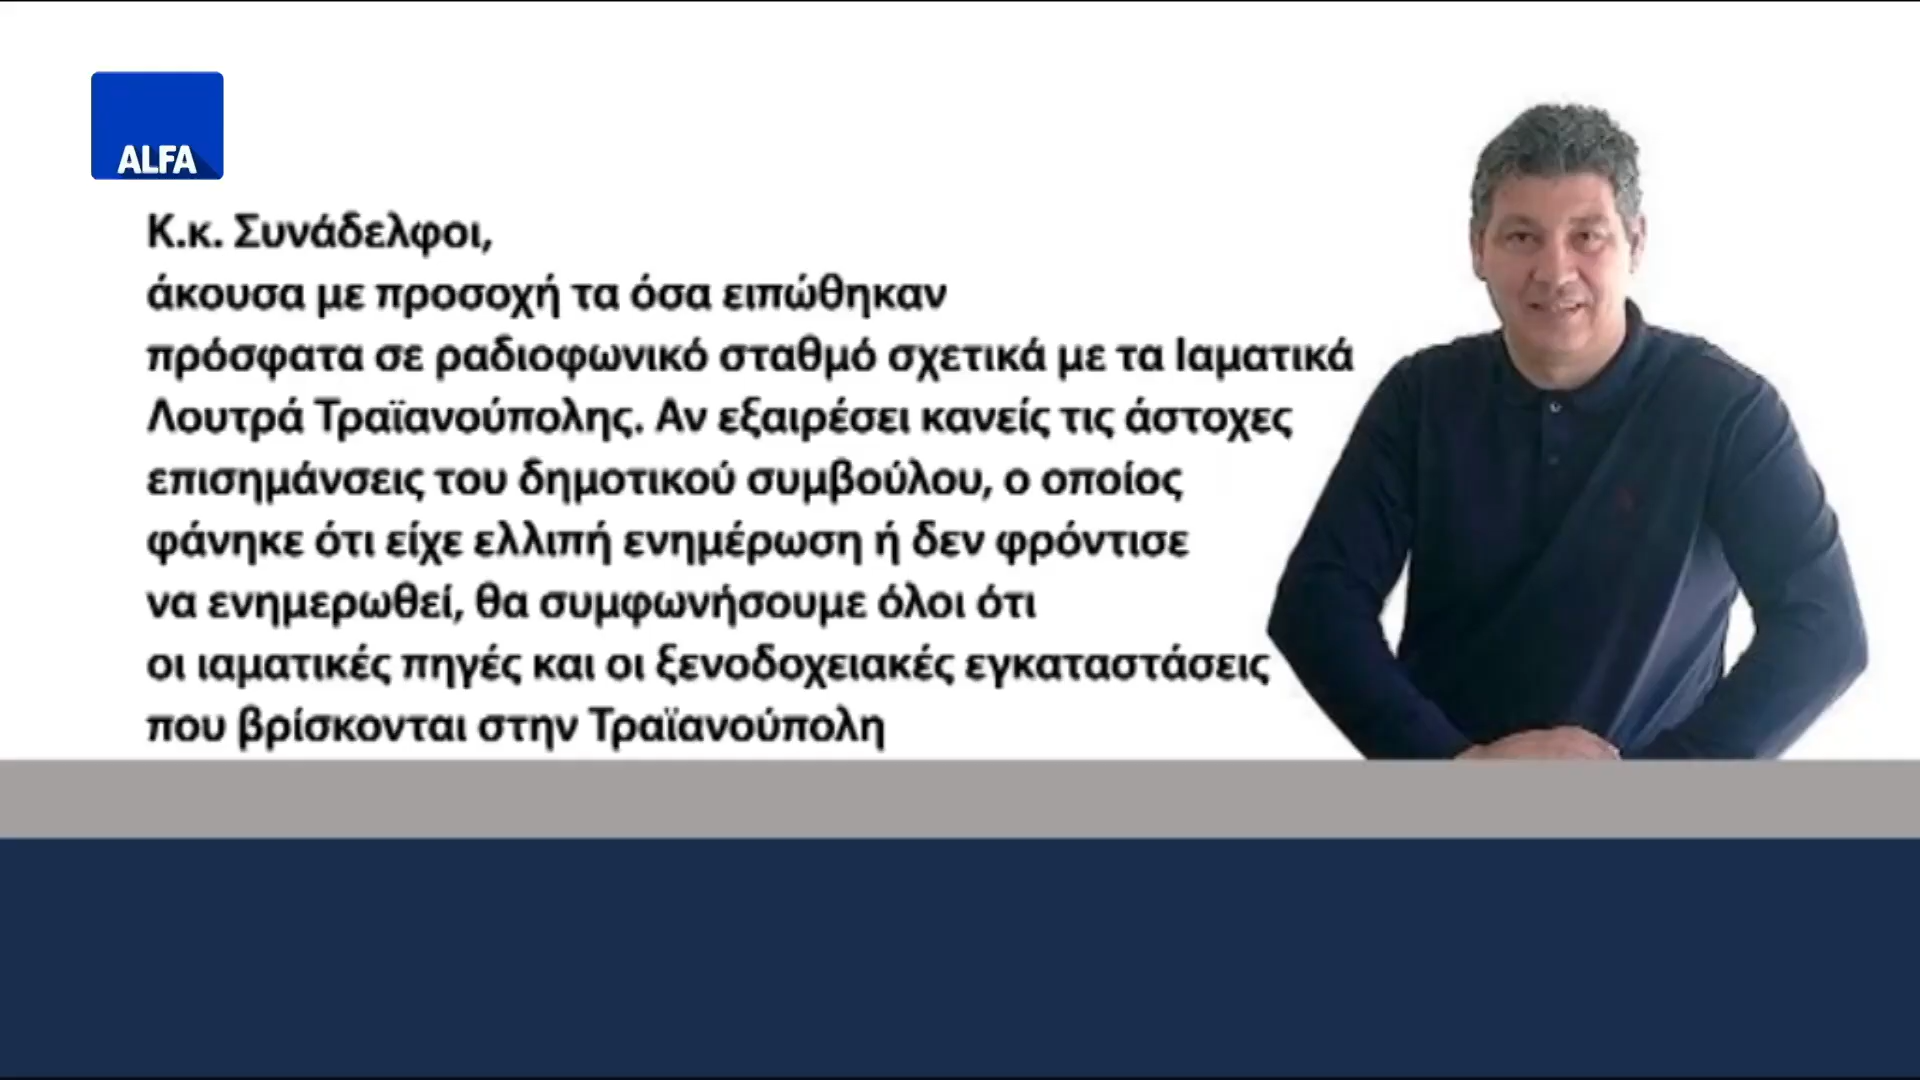 ALFA
Κ.κ. Συνάδελφοι,
άκουσα με προσοχή τα όσα ειπώθηκαν
πρόσφατα σε ραδιοφωνικό σταθμό σχετικά με τα Ιαματικά
Λουτρά Τραϊανούπολης. Αν εξαιρέσει κανείς τις άστοχες
επισημάνσεις του δημοτικού συμβούλου, ο οποίος
φάνηκε ότι είχε ελλιπή ενημέρωση ή δεν φρόντισε
να ενημερωθεί, θα συμφωνήσουμε όλοι ότι
οι ιαματικές πηγές και οι ξενοδοχειακές εγκαταστάσεις
που βρίσκονται στην Τραϊανούπολη